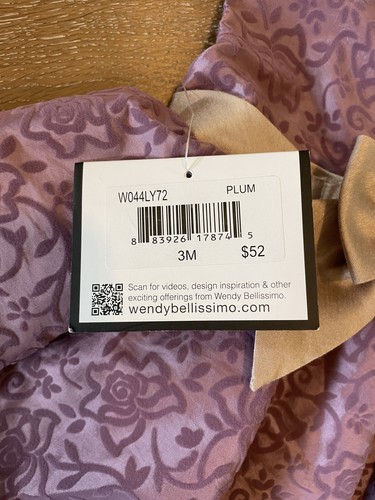 W044LY72 PLUM
8 83926 17874 5
3M $52
Scan for videos, design inspiration & other
exciting offerings from Wendy Bellissimo.
wendybellissimo.com